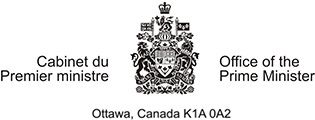 Cabinet du
Premier ministre
Office of the
Prime Minister
Ottawa, Canada K1A 0A2